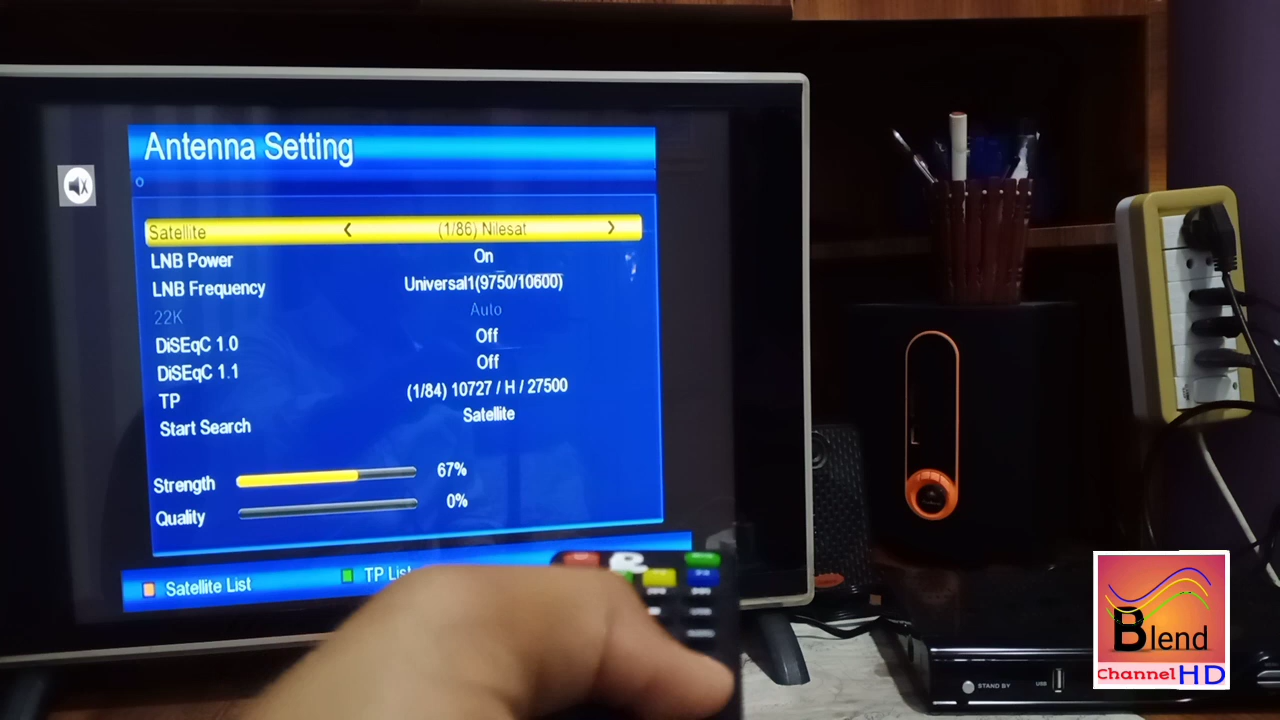 Antenna Setting
Satellite (1/86) Nilesat
LNB Power On
LNB Frequency Universal1(9750/10600)
22K Auto
DiSEqC 1.0 Off
DiSEqC 1.1 Off
TP (1/84) 10727 / H / 27500
Start Search Satellite
Strength 67%
Quality 0%
Satellite List TP List
STAND BY USB
Blend
Channel HD